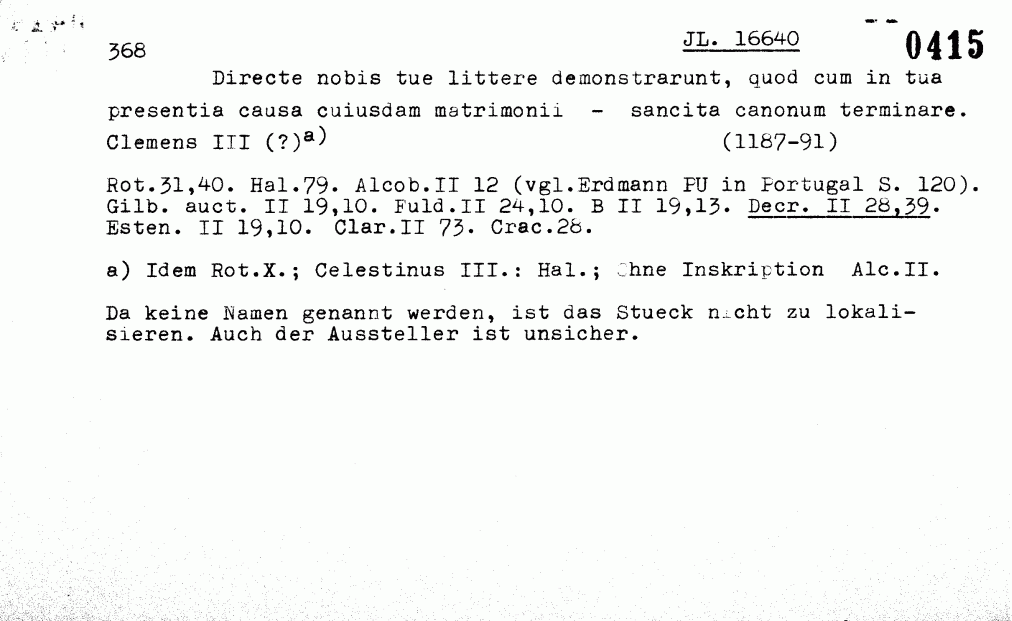 368 JL. 16640 0415
Directe nobis tue littere demonstrarunt, quod cum in tua
presentia causa cuiusdam matrimonii – sancita canonum terminare.
Clemens III (?)a) (1187-91)
Rot.31,40. Hal.79. Alcob.II 12 (vgl.Erdmann PU in Portugal S. 120).
Gilb. auct. II 19,10. Fuld.II 24,10. B II 19,13. Decr. II 28,39.
Esten. II 19,10. Clar.II 73. Crac.28.
a) Idem Rot.X.; Celestinus III.: Hal.; Ohne Inskription Alc.II.
Da keine Namen genannt werden, ist das Stueck nicht zu lokali-
sieren. Auch der Aussteller ist unsicher.